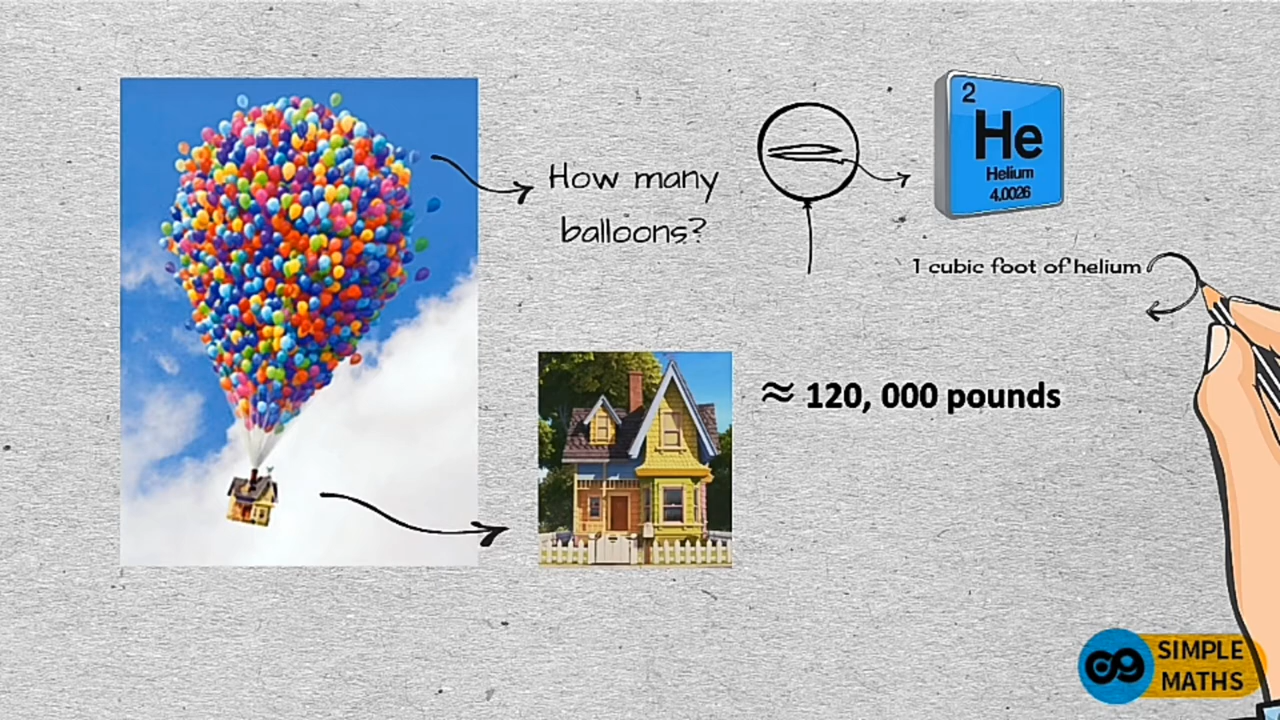 2
He
Helium
4.0026
How many
balloons?
1 cubic foot of helium
≈ 120, 000 pounds
SIMPLE
MATHS